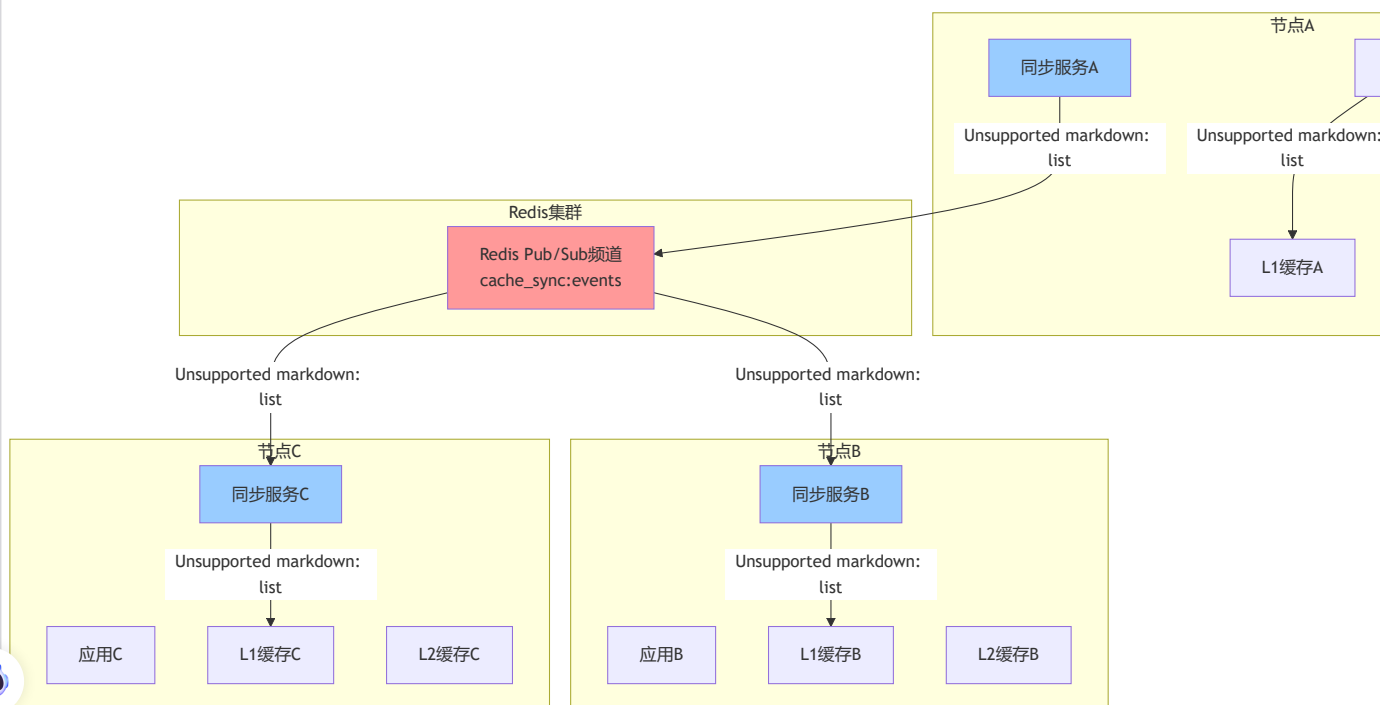 节点A
同步服务A
Unsupported markdown:
list
Unsupported markdown:
list
Redis集群
Redis Pub/Sub频道
cache_sync:events
L1缓存A
Unsupported markdown:
list
Unsupported markdown:
list
节点C
同步服务C
Unsupported markdown:
list
应用C
L1缓存C
L2缓存C
节点B
同步服务B
Unsupported markdown:
list
应用B
L1缓存B
L2缓存B